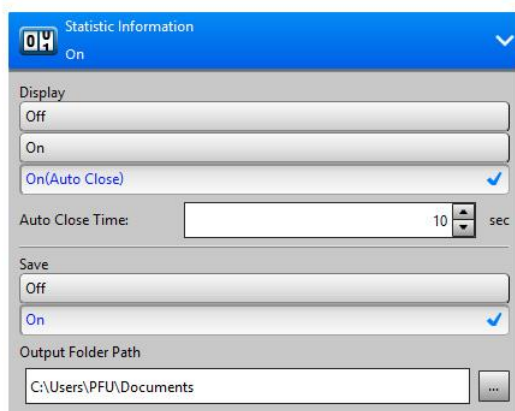 Statistic Information
On
Display
Off
On
On(Auto Close)
Auto Close Time: 10 sec
Save
Off
On
Output Folder Path
C:\Users\PFU\Documents ...